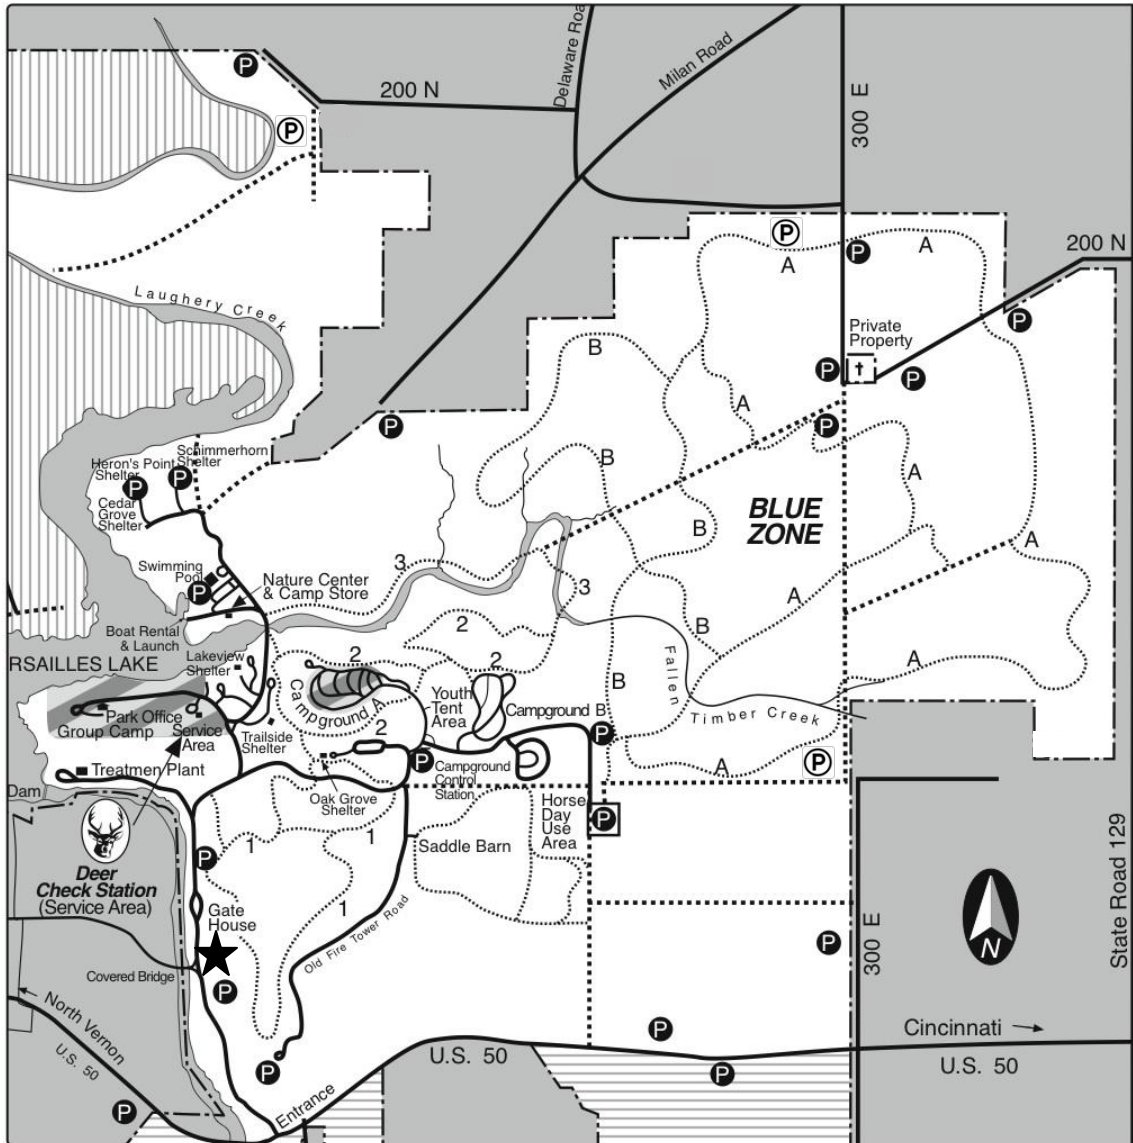 P
200 N
Delaware Roa
Milan Road
300 E
P
Laughery Creek
P
A
A
P
200 N
P
Private
Property
B
P
P
A
P
P
Schimmerhorn
Shelter
Heron's Point
Shelter
P
P
Cedar
Grove
Shelter
B
A
BLUE
ZONE
B
A
3
Swimming
Pool
P
Nature Center
& Camp Store
3
A
B
2
Boat Rental
& Launch
RSAILLES LAKE
Lakeview
Shelter
2
2
Campground A
Youth
Tent
Area
B
Fallen
Timber Creek
A
Park Office
Group Camp
Service
Area
Trailside
Shelter
2
Campground B
P
Treatmen Plant
P
Campground
Control
Station
A
P
Dam
Oak Grove
Shelter
Horse
Day
Use
Area
P
1
1
Saddle Barn
P
Deer
Check Station
(Service Area)
Gate
House
1
Old Fire Tower Road
State Road 129
300 E
P
N
Covered Bridge
P
North Vernon
U.S. 50
P
Cincinnati
U.S. 50
U.S. 50
P
P
P
Entrance